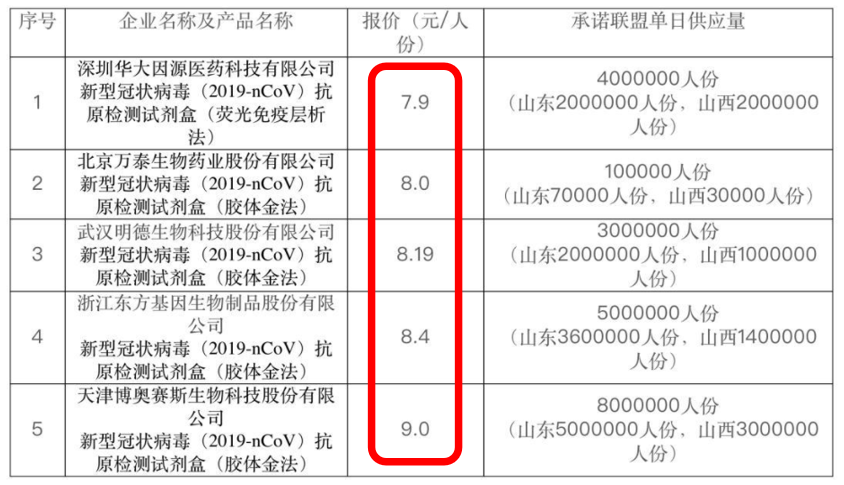 序号
企业名称及产品名称
报价（元/人
份）
承诺联盟单日供应量
1
深圳华大因源医药科技有限公司
新型冠状病毒（2019-nCoV）抗
原检测试剂盒（荧光免疫层析
法）
7.9
4000000人份
（山东2000000人份，山西2000000
人份）
2
北京万泰生物药业股份有限公司
新型冠状病毒（2019-nCoV）抗
原检测试剂盒（胶体金法）
8.0
100000人份
（山东70000人份，山西30000人份）
3
武汉明德生物科技股份有限公司
新型冠状病毒（2019-nCoV）抗
原检测试剂盒（胶体金法）
8.19
3000000人份
（山东2000000人份，山西1000000
人份）
4
浙江东方基因生物制品股份有限
公司
新型冠状病毒（2019-nCoV）抗
原检测试剂盒（胶体金法）
8.4
5000000人份
（山东3600000人份，山西1400000
人份）
5
天津博奥赛斯生物科技股份有限
公司
新型冠状病毒（2019-nCoV）抗
原检测试剂盒（胶体金法）
9.0
8000000人份
（山东5000000人份，山西3000000
人份）